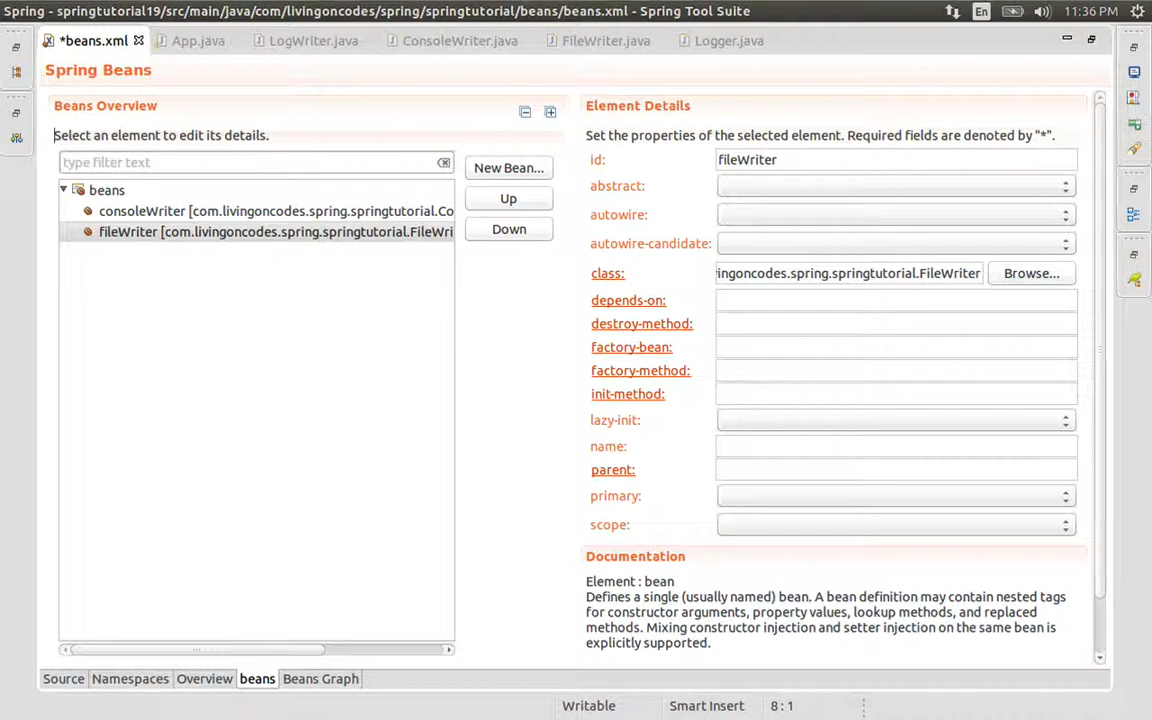 Spring - springtutorial19/src/main/java/com/livingoncodes/spring/springtutorial/beans/beans.xml - Spring Tool Suite
En
11:36 PM
*beans.xml
App.java
LogWriter.java
ConsoleWriter.java
FileWriter.java
Logger.java
Spring Beans
Beans Overview
Select an element to edit its details.
type filter text
New Bean...
Up
Down
beans
consoleWriter [com.livingoncodes.spring.springtutorial.Co
fileWriter [com.livingoncodes.spring.springtutorial.FileWri
Element Details
Set the properties of the selected element. Required fields are denoted by "*".
id: fileWriter
abstract:
autowire:
autowire-candidate:
class: ingoncodes.spring.springtutorial.FileWriter Browse...
depends-on:
destroy-method:
factory-bean:
factory-method:
init-method:
lazy-init:
name:
parent:
primary:
scope:
Documentation
Element : bean
Defines a single (usually named) bean. A bean definition may contain nested tags
for constructor arguments, property values, lookup methods, and replaced
methods. Mixing constructor injection and setter injection on the same bean is
explicitly supported.
Source Namespaces Overview beans Beans Graph
Writable Smart Insert 8 : 1